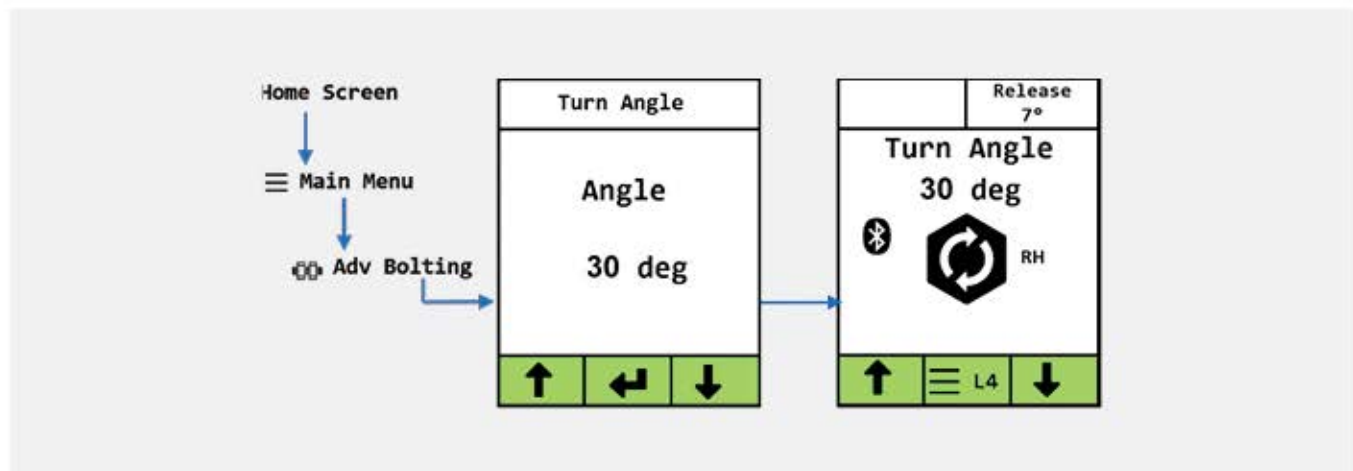 Home Screen
Main Menu
Adv Bolting
Turn Angle
Angle
30 deg
Release
7°
Turn Angle
30 deg
RH
L4